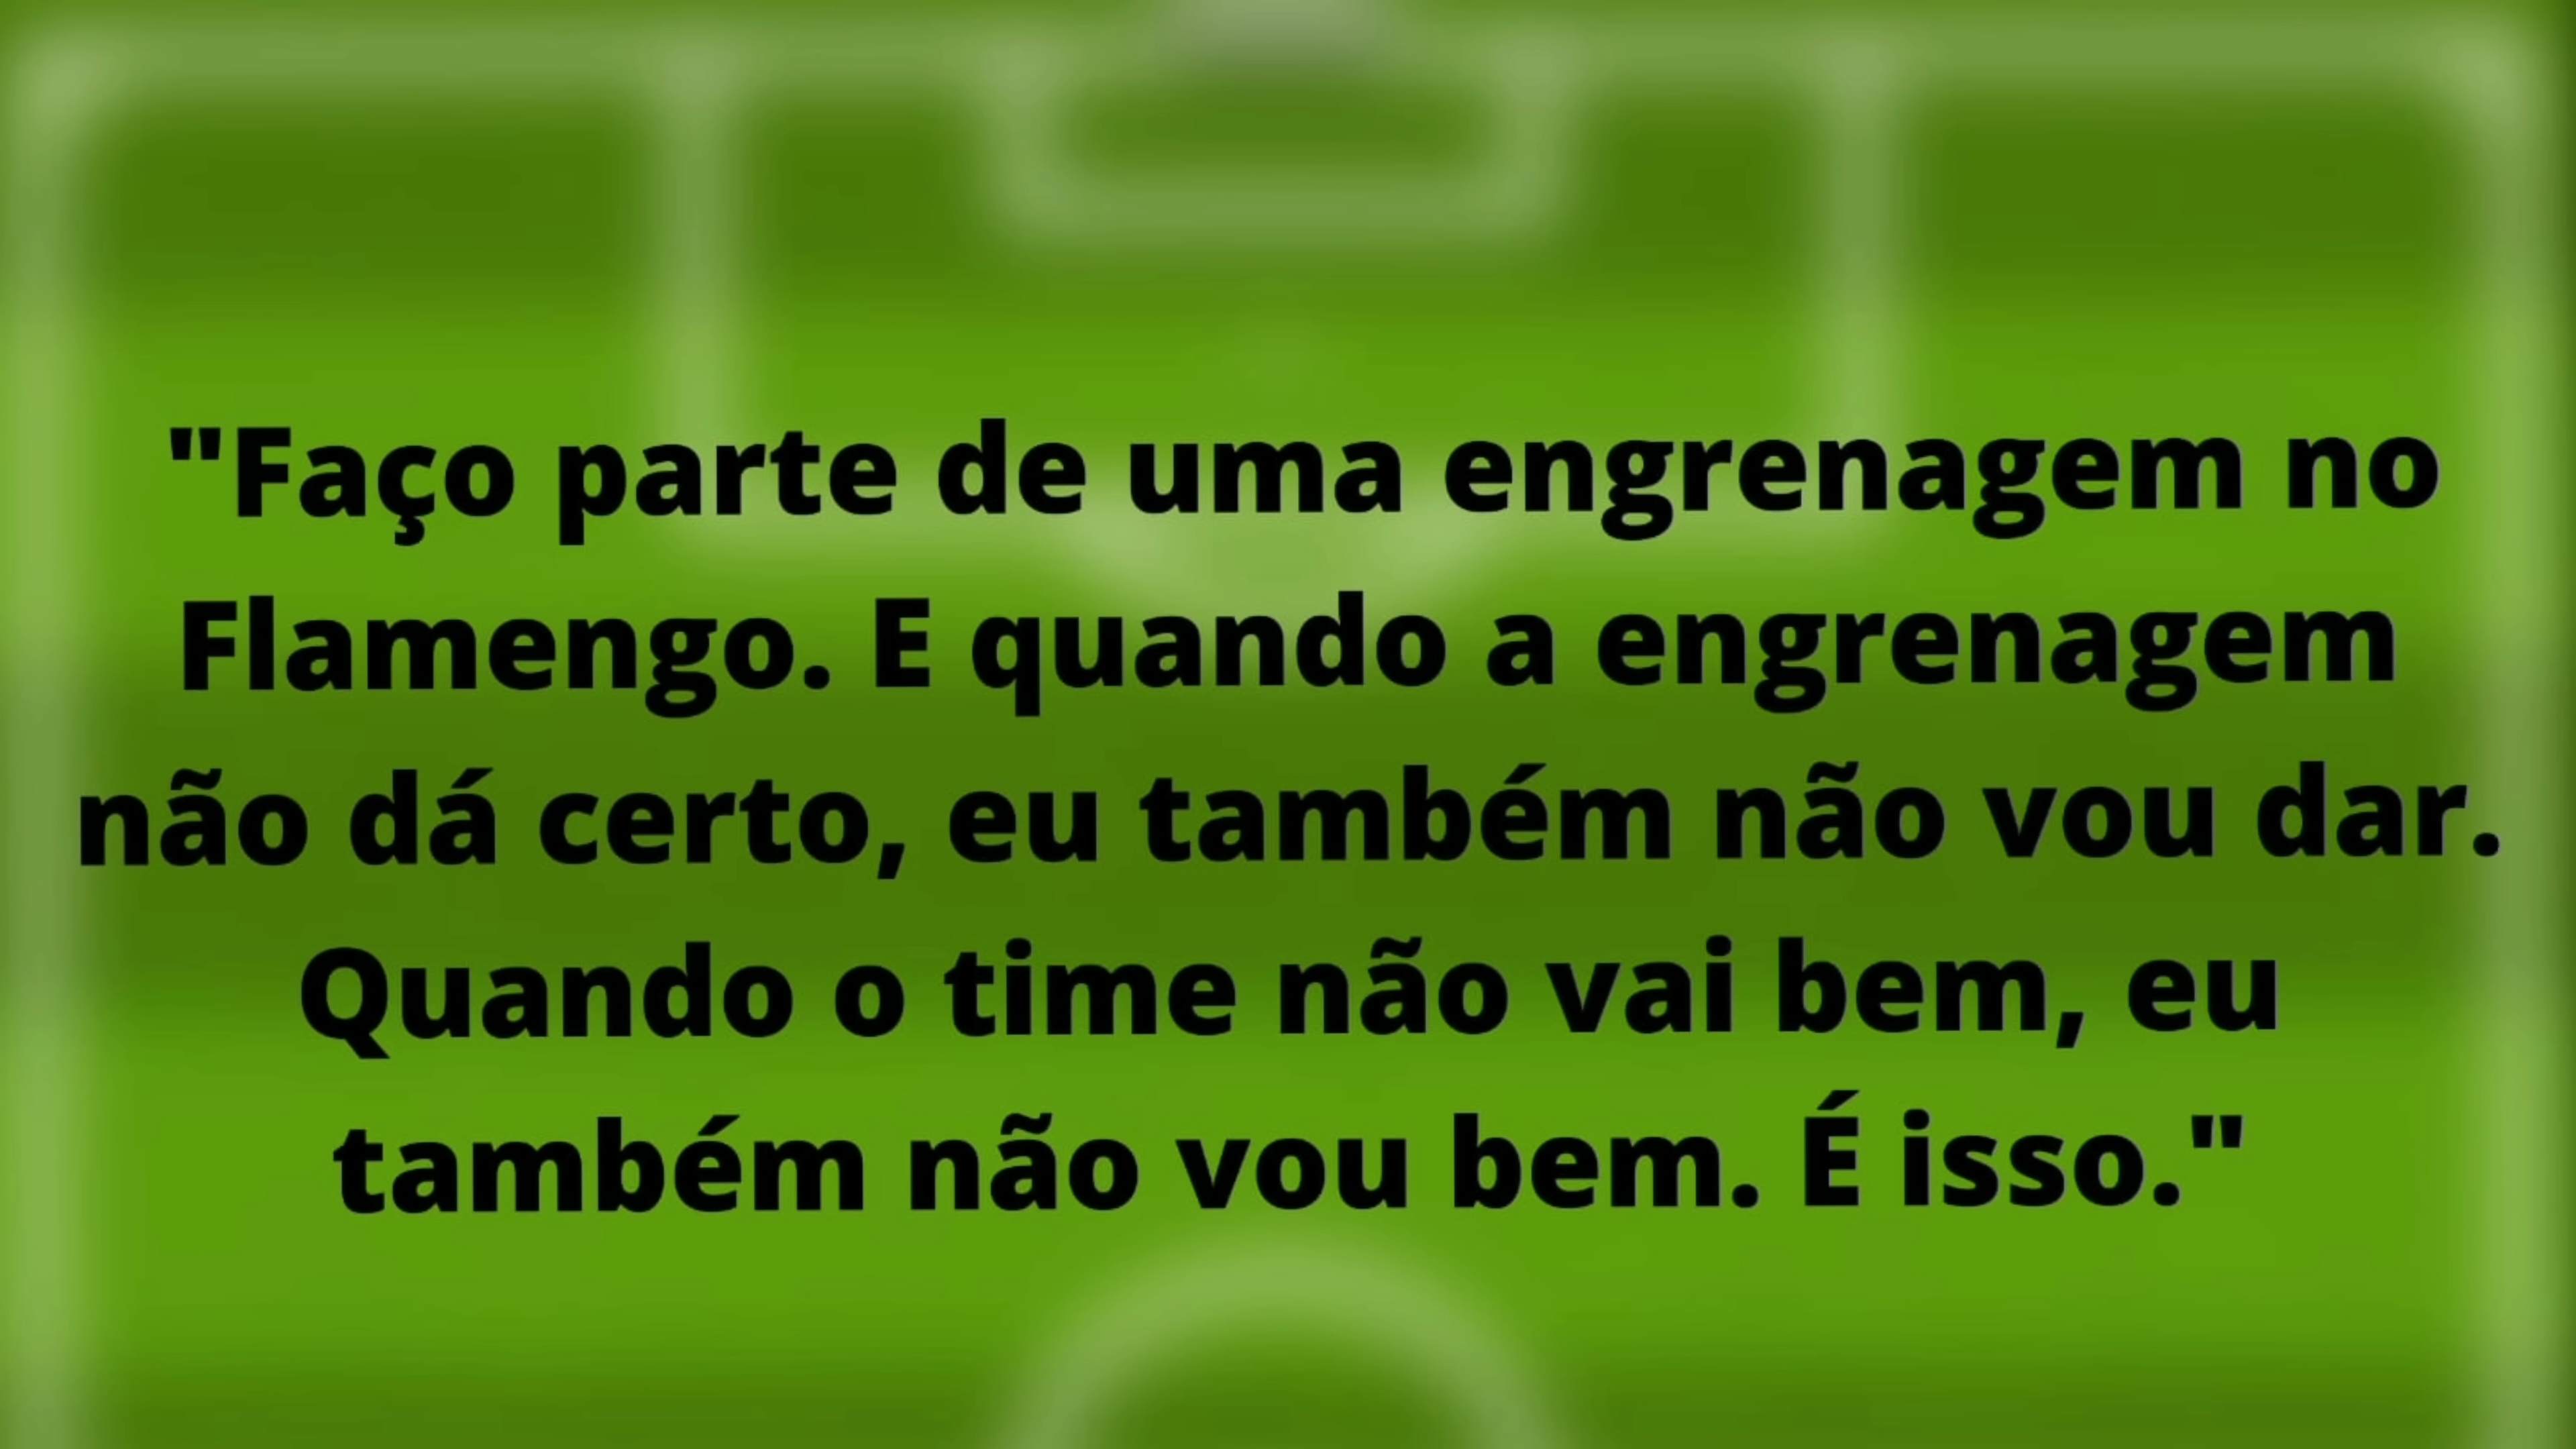 "Faço parte de uma engrenagem no
Flamengo. E quando a engrenagem
não dá certo, eu também não vou dar.
Quando o time não vai bem, eu
também não vou bem. É isso."